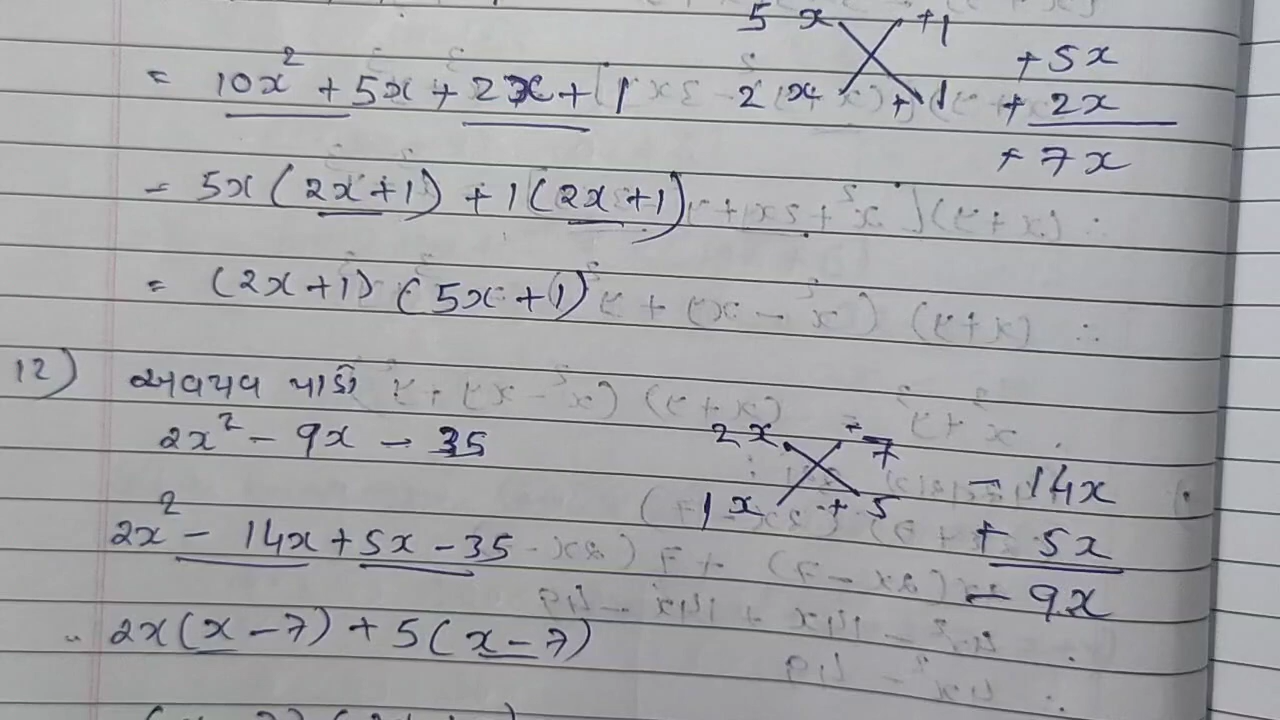 5x +1
+5x
= 10x² + 5x + 2x + 1 2x +1 + 2x
+ 7x
= 5x (2x+1) + 1 (2x+1)
= (2x+1) (5x+1)
12) અવયવ પાડો
2x² - 9x - 35 2x -7
- 14x
1x + 5
2x² - 14x + 5x - 35 + 5x
- 9x
∴ 2x(x-7) + 5(x-7)